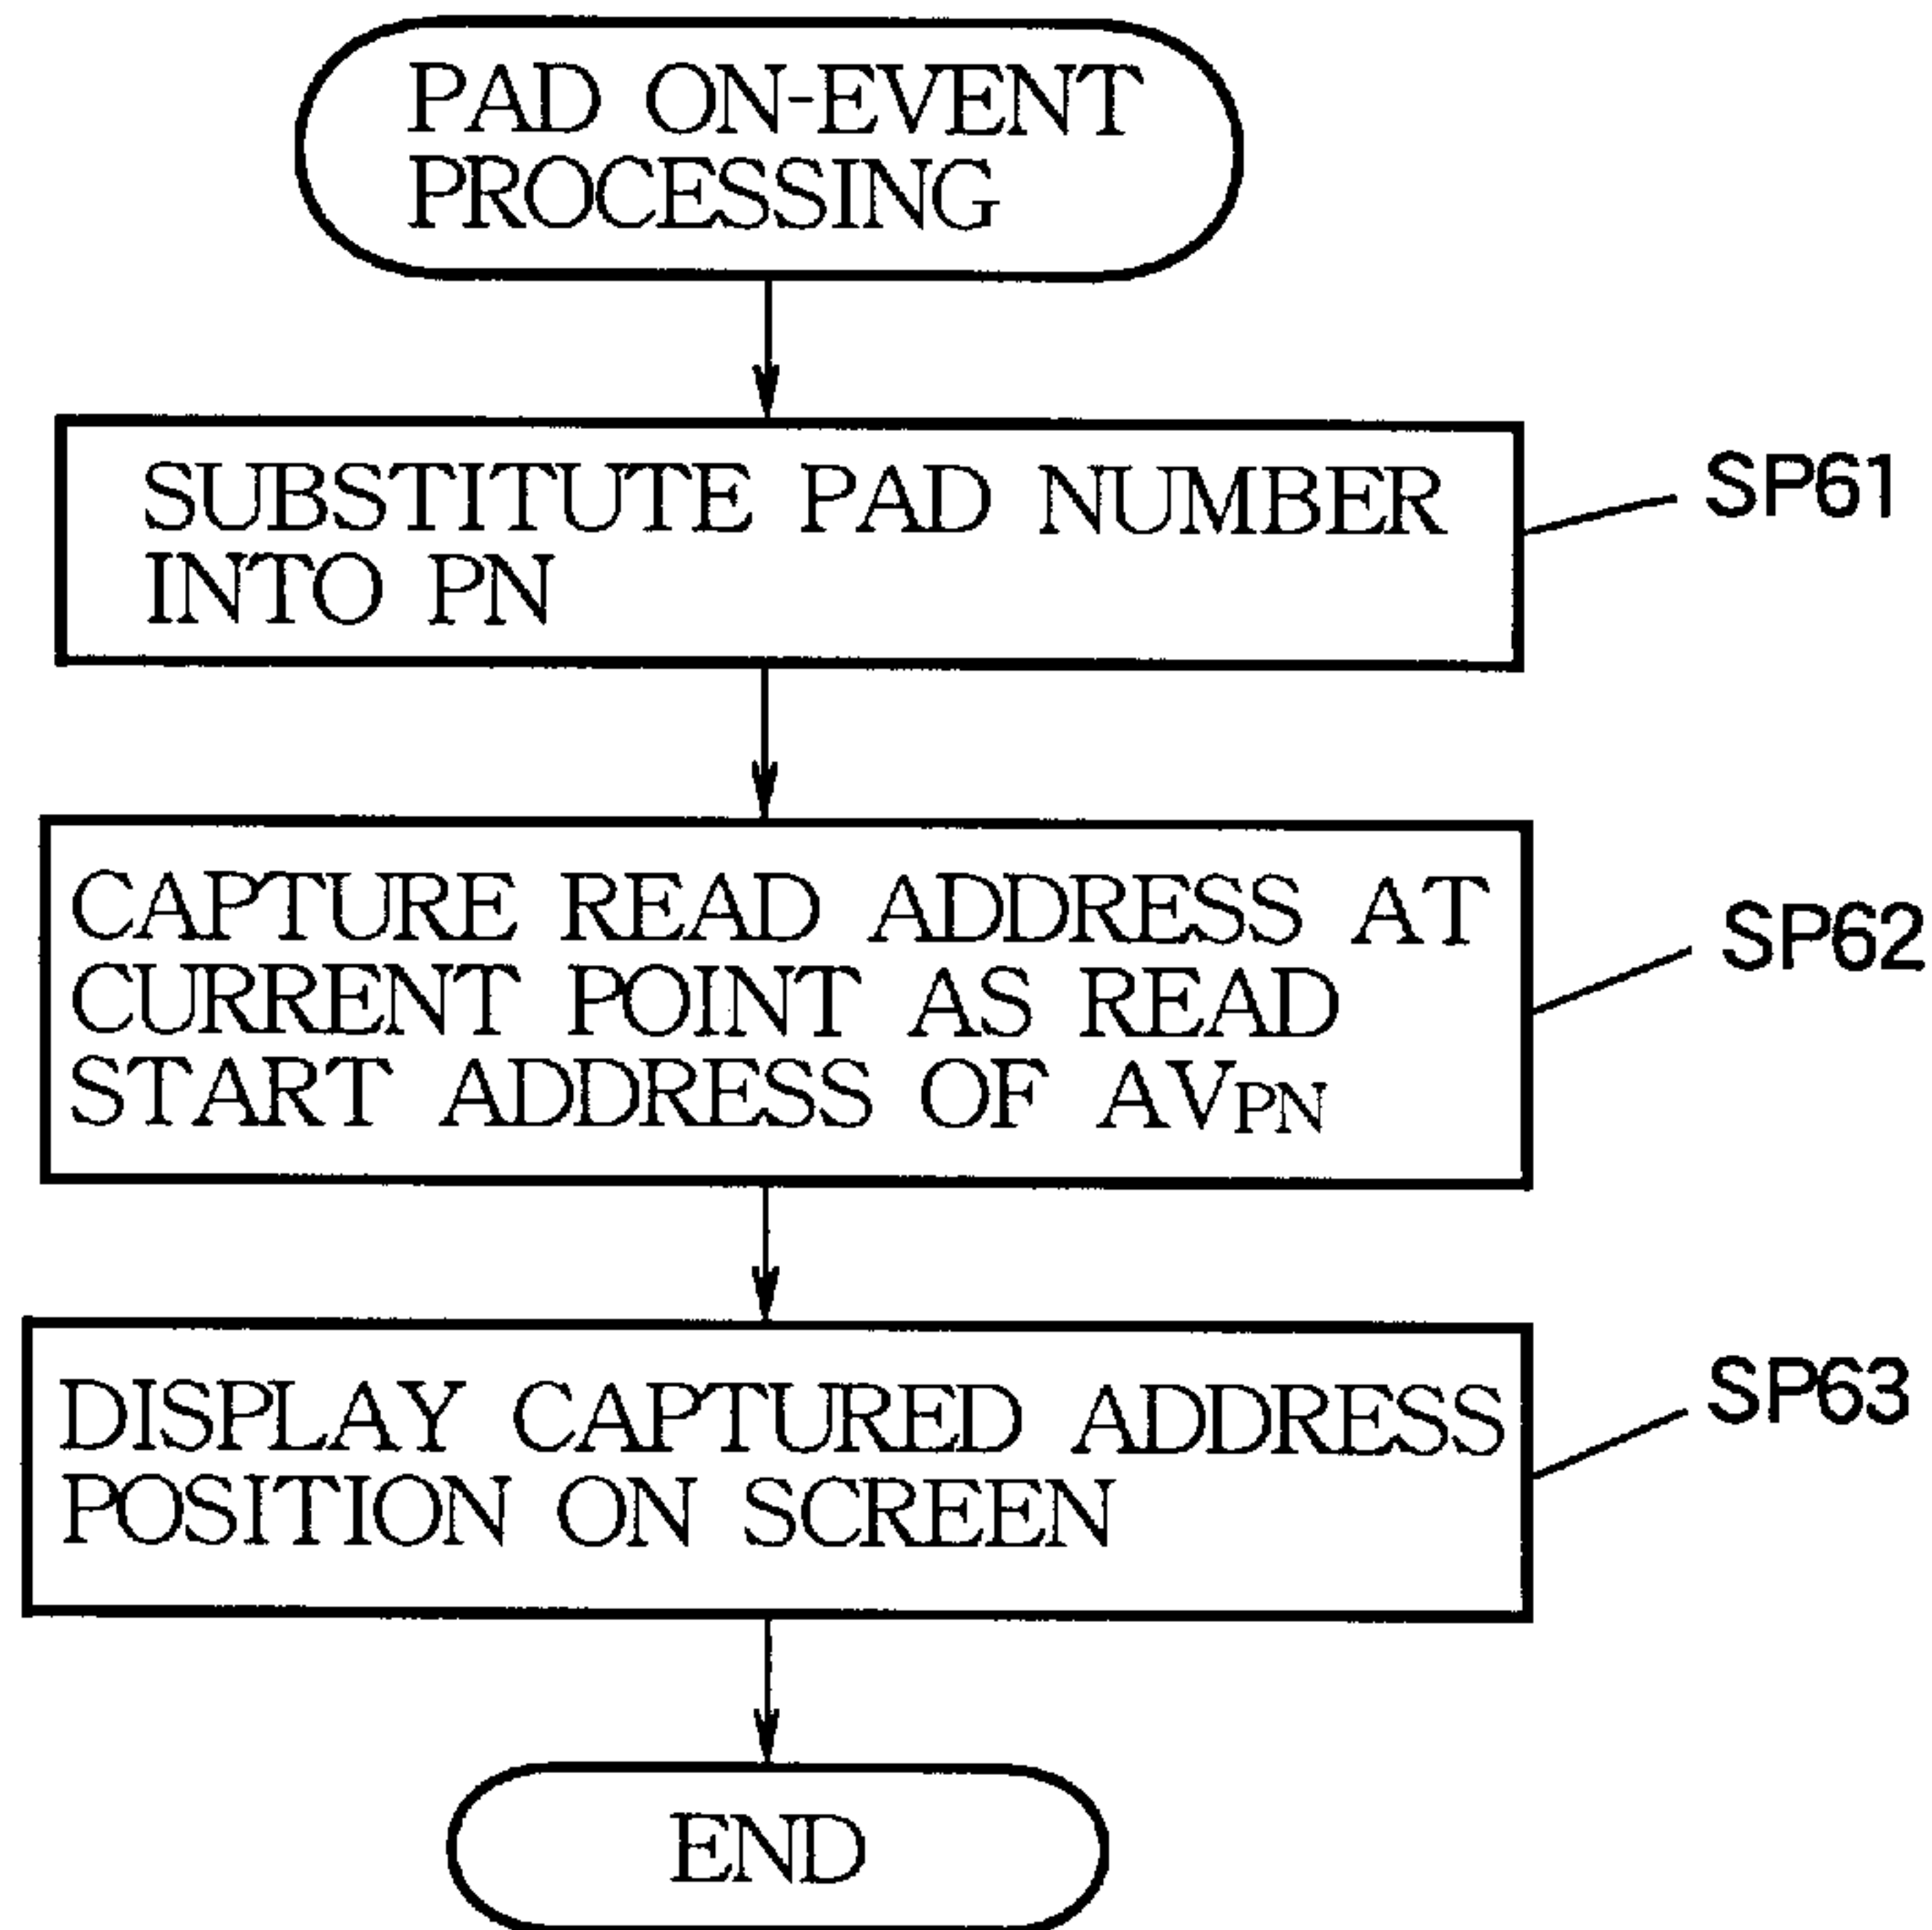 PAD ON-EVENT
PROCESSING
SUBSTITUTE PAD NUMBER
INTO PN
SP61
CAPTURE READ ADDRESS AT
CURRENT POINT AS READ
START ADDRESS OF AVPN
SP62
DISPLAY CAPTURED ADDRESS
POSITION ON SCREEN
SP63
END